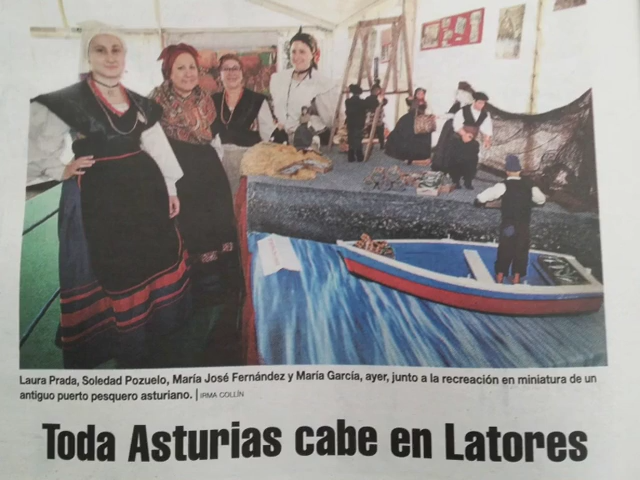 Laura Prada, Soledad Pozuelo, María José Fernández y María García, ayer, junto a la recreación en miniatura de un
antiguo puerto pesquero asturiano. | IRMA COLLÍN
Toda Asturias cabe en Latores